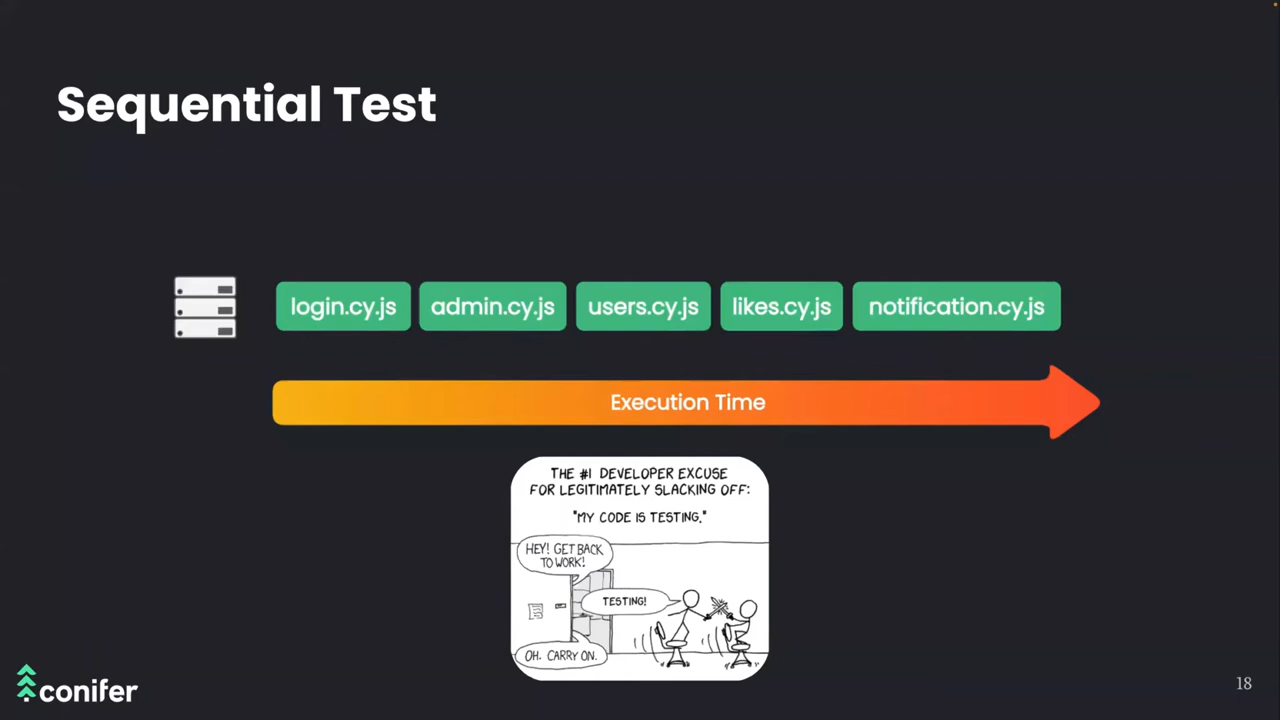 Sequential Test
login.cy.js admin.cy.js users.cy.js likes.cy.js notification.cy.js
Execution Time
THE #1 DEVELOPER EXCUSE
FOR LEGITIMATELY SLACKING OFF:
"MY CODE IS TESTING."
HEY! GET BACK
TO WORK!
TESTING!
OH. CARRY ON.
conifer
18